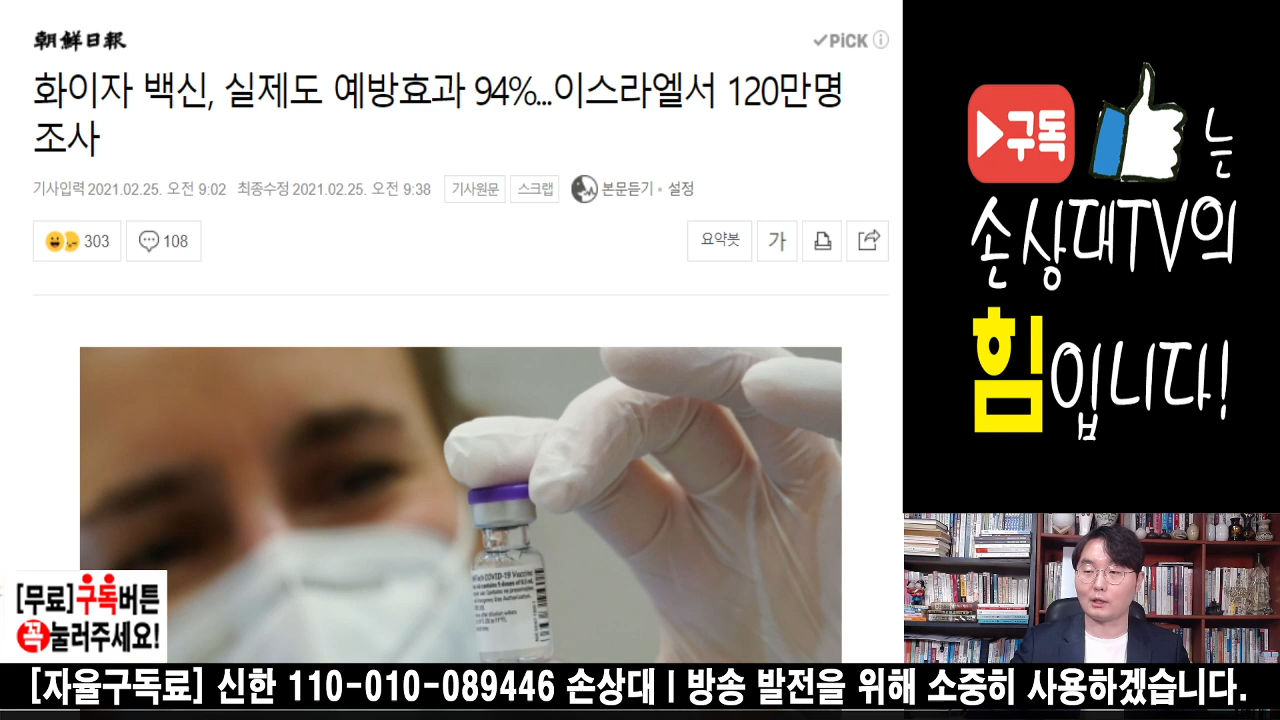 朝鮮日報
✓PiCK ⓘ
화이자 백신, 실제도 예방효과 94%...이스라엘서 120만명
조사
기사입력 2021.02.25. 오전 9:02 최종수정 2021.02.25. 오전 9:38 기사원문 스크랩 본문듣기 · 설정
303 108 요약봇 가
구독 는
손상대TV의
힘입니다!
COVID-19 Vaccine
[무료]구독버튼
꼭눌러주세요!
[자율구독료] 신한 110-010-089446 손상대 | 방송 발전을 위해 소중히 사용하겠습니다.